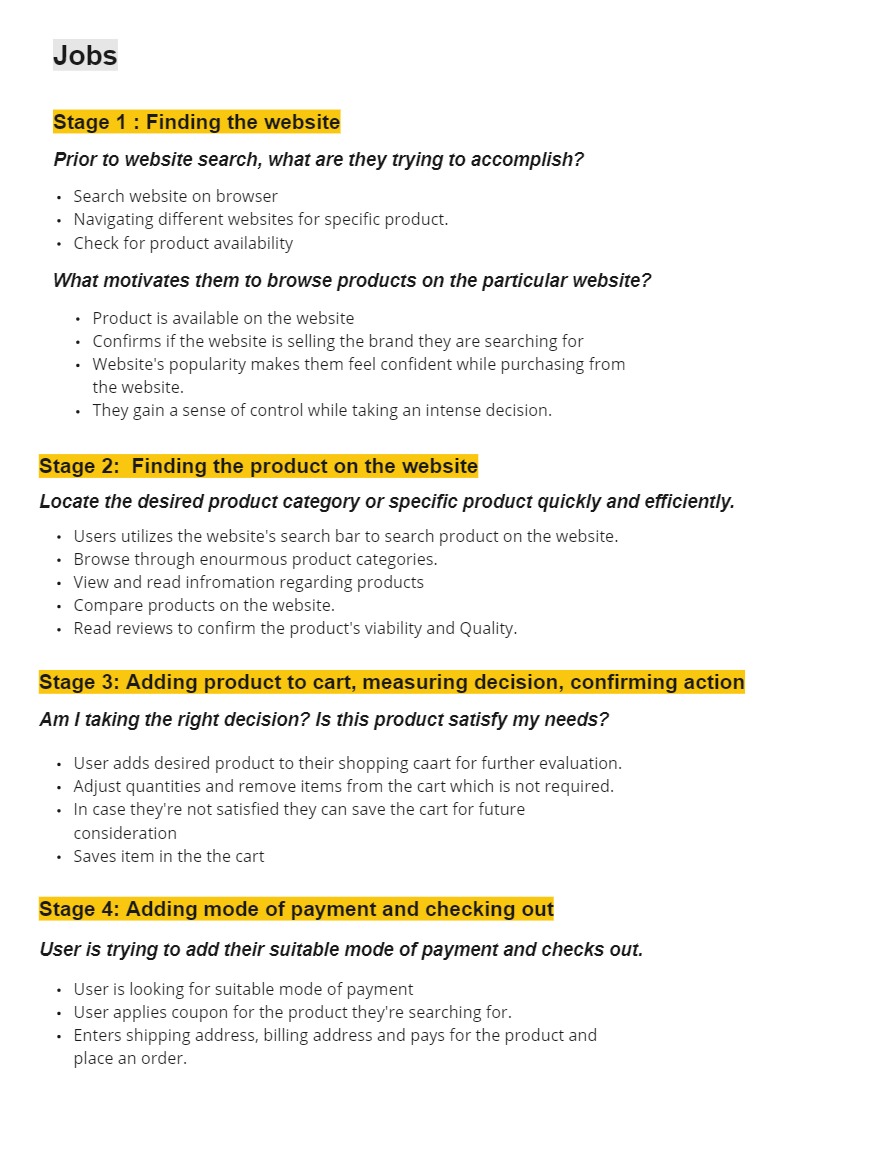 Jobs
Stage 1 : Finding the website
Prior to website search, what are they trying to accomplish?
• Search website on browser
• Navigating different websites for specific product.
• Check for product availability
What motivates them to browse products on the particular website?
• Product is available on the website
• Confirms if the website is selling the brand they are searching for
• Website's popularity makes them feel confident while purchasing from
the website.
• They gain a sense of control while taking an intense decision.
Stage 2:  Finding the product on the website
Locate the desired product category or specific product quickly and efficiently.
• Users utilizes the website's search bar to search product on the website.
• Browse through enourmous product categories.
• View and read infromation regarding products
• Compare products on the website.
• Read reviews to confirm the product's viability and Quality.
Stage 3: Adding product to cart, measuring decision, confirming action
Am I taking the right decision? Is this product satisfy my needs?
• User adds desired product to their shopping caart for further evaluation.
• Adjust quantities and remove items from the cart which is not required.
• In case they're not satisfied they can save the cart for future
consideration
• Saves item in the the cart
Stage 4: Adding mode of payment and checking out
User is trying to add their suitable mode of payment and checks out.
• User is looking for suitable mode of payment
• User applies coupon for the product they're searching for.
• Enters shipping address, billing address and pays for the product and
place an order.